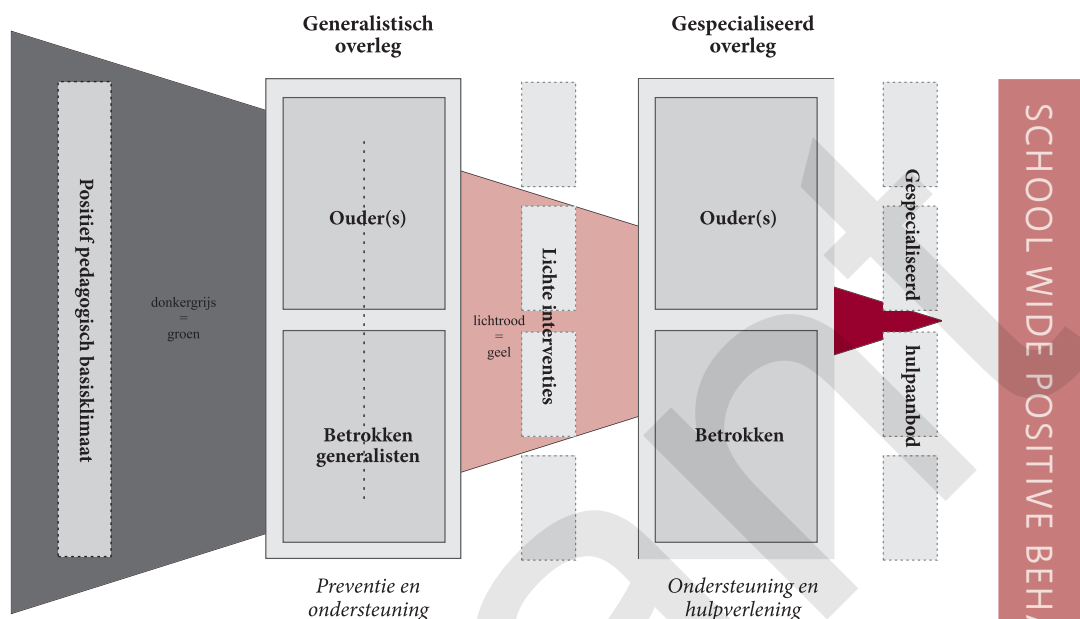 Generalistisch
overleg
Gespecialiseerd
overleg
Positief pedagogisch basisklimaat
donkergrijs
=
groen
Ouder(s)
Betrokken
generalisten
lichtrood
=
geel
Lichte interventies
Ouder(s)
Betrokken
Gespecialiseerd hulpaanbod
SCHOOL WIDE POSITIVE BEHA
Preventie en
ondersteuning
Ondersteuning en
hulpverlening